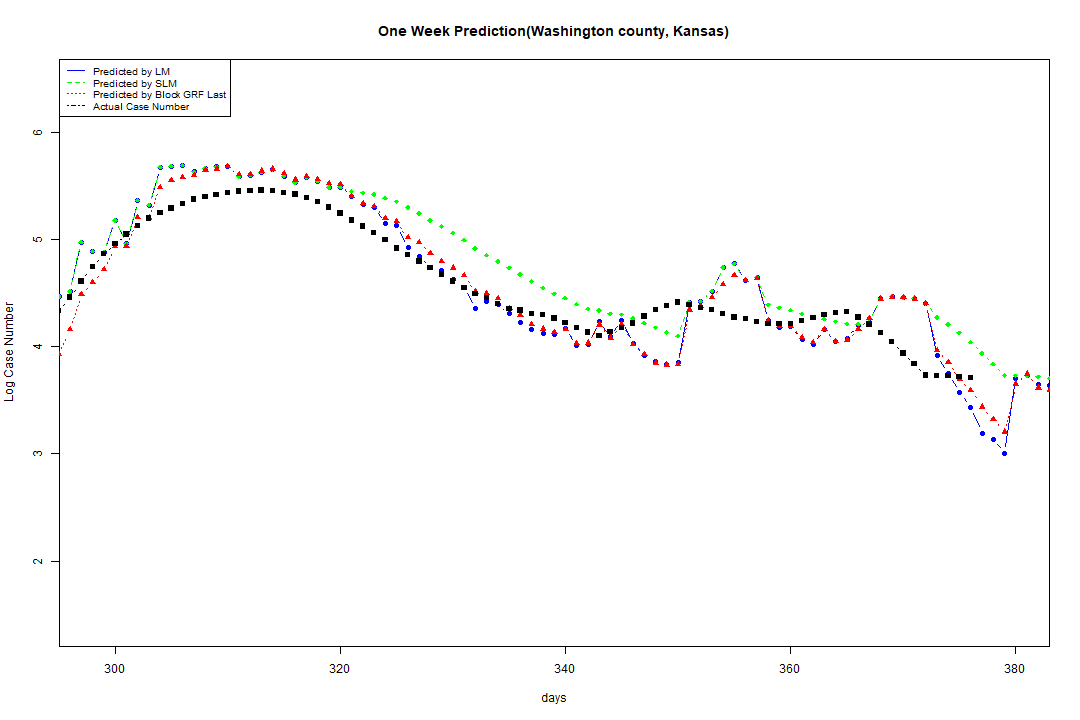 One Week Prediction(Washington county, Kansas)
Predicted by LM
Predicted by SLM
Predicted by Block GRF Last
Actual Case Number
6
5
4
3
2
Log Case Number
300 320 340 360 380
days